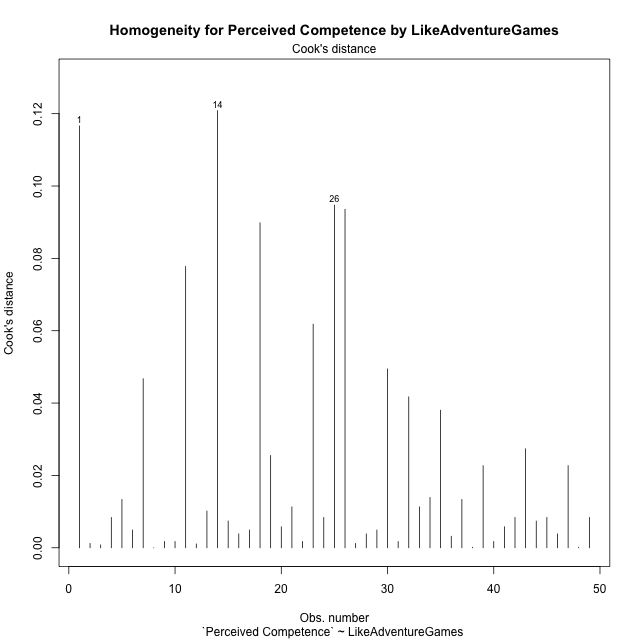 Homogeneity for Perceived Competence by LikeAdventureGames
Cook's distance
Cook's distance
0.12
0.10
0.08
0.06
0.04
0.02
0.00
1
14
26
0 10 20 30 40 50
Obs. number
`Perceived Competence` ~ LikeAdventureGames